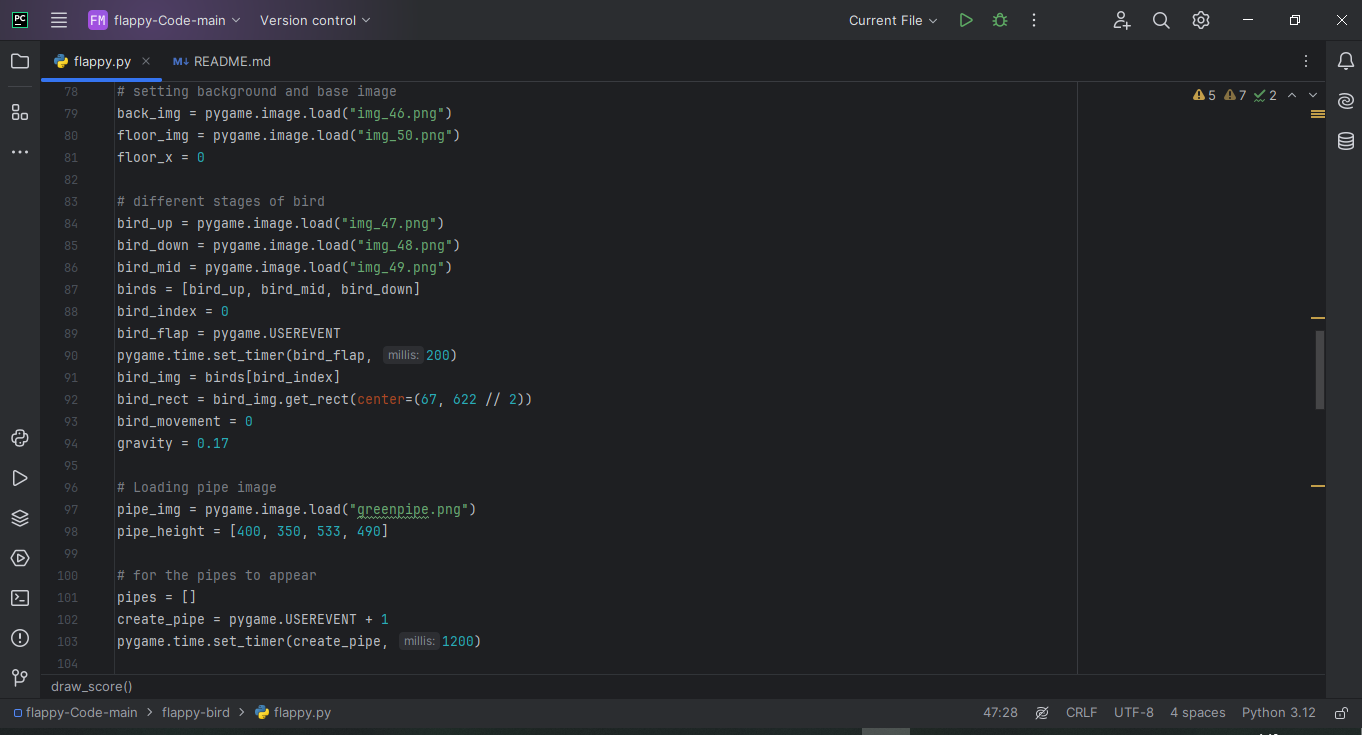 PC FM flappy-Code-main Version control Current File
flappy.py README.md
78 # setting background and base image
5 7 2
79 back_img = pygame.image.load("img_46.png")
80 floor_img = pygame.image.load("img_50.png")
81 floor_x = 0
82
83 # different stages of bird
84 bird_up = pygame.image.load("img_47.png")
85 bird_down = pygame.image.load("img_48.png")
86 bird_mid = pygame.image.load("img_49.png")
87 birds = [bird_up, bird_mid, bird_down]
88 bird_index = 0
89 bird_flap = pygame.USEREVENT
90 pygame.time.set_timer(bird_flap, millis: 200)
91 bird_img = birds[bird_index]
92 bird_rect = bird_img.get_rect(center=(67, 622 // 2))
93 bird_movement = 0
94 gravity = 0.17
95
96 # Loading pipe image
97 pipe_img = pygame.image.load("greenpipe.png")
98 pipe_height = [400, 350, 533, 490]
99
100 # for the pipes to appear
101 pipes = []
102 create_pipe = pygame.USEREVENT + 1
103 pygame.time.set_timer(create_pipe, millis: 1200)
104
draw_score()
flappy-Code-main > flappy-bird > flappy.py 47:28 CRLF UTF-8 4 spaces Python 3.12